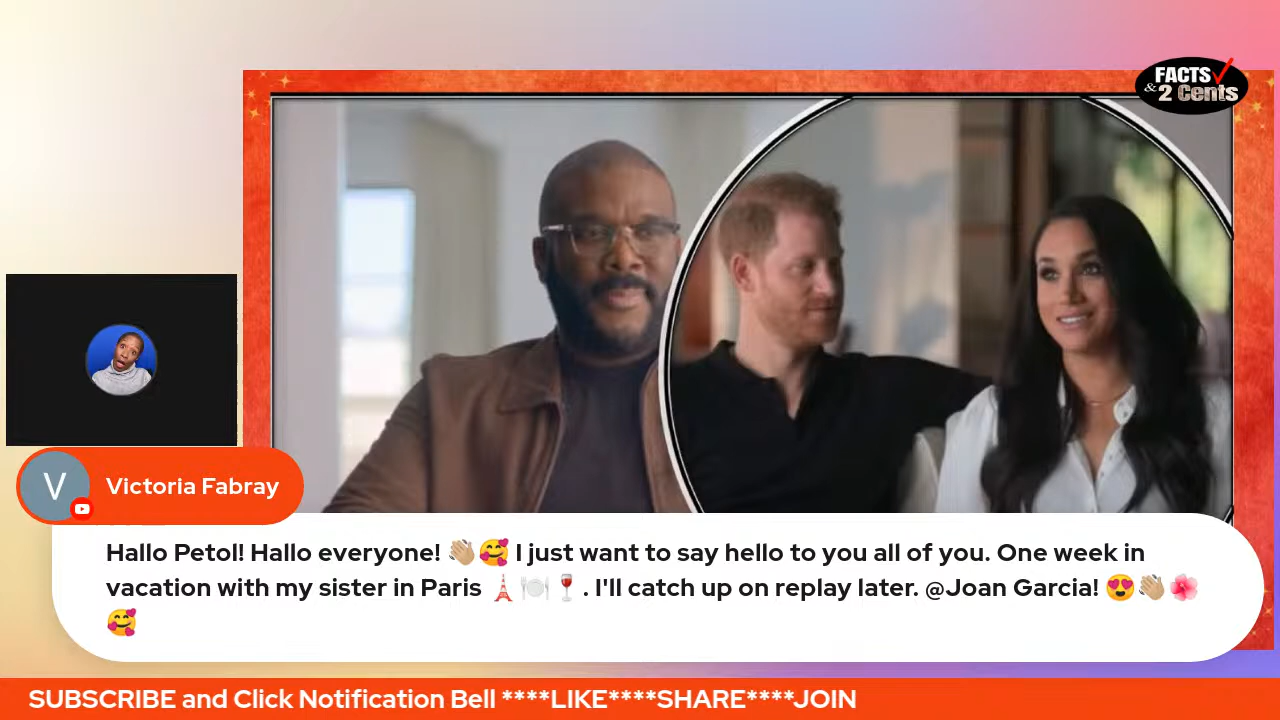 FACTS
& 2 Cents
V
Victoria Fabray
Hallo Petol! Hallo everyone! 👋🏼🥰 I just want to say hello to you all of you. One week in
vacation with my sister in Paris 🗼🍽️🍷. I'll catch up on replay later. @Joan Garcia! 😍👋🏼🌺
🥰
SUBSCRIBE and Click Notification Bell ****LIKE****SHARE****JOIN